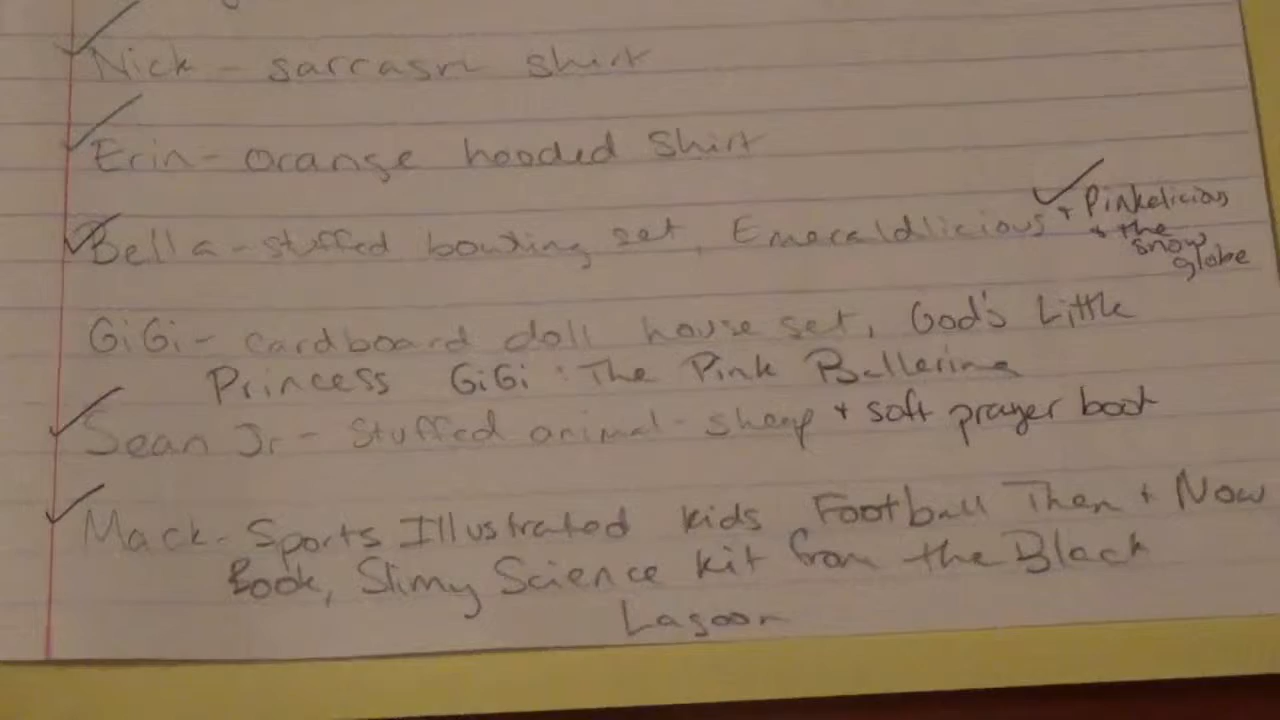 Nick - sarcasm shirt
Erin - orange hooded shirt
Bella - stuffed bowling set, Emeraldlicious + Pinkelicious
+ the
snow
globe
GiGi - cardboard doll house set, God's Little
Princess GiGi: The Pink Ballerina
Sean Jr - stuffed animal - sheep + soft prayer book
Mack - Sports Illustrated kids Football Then + Now
Book, Slimy Science kit from the Black
Lagoon